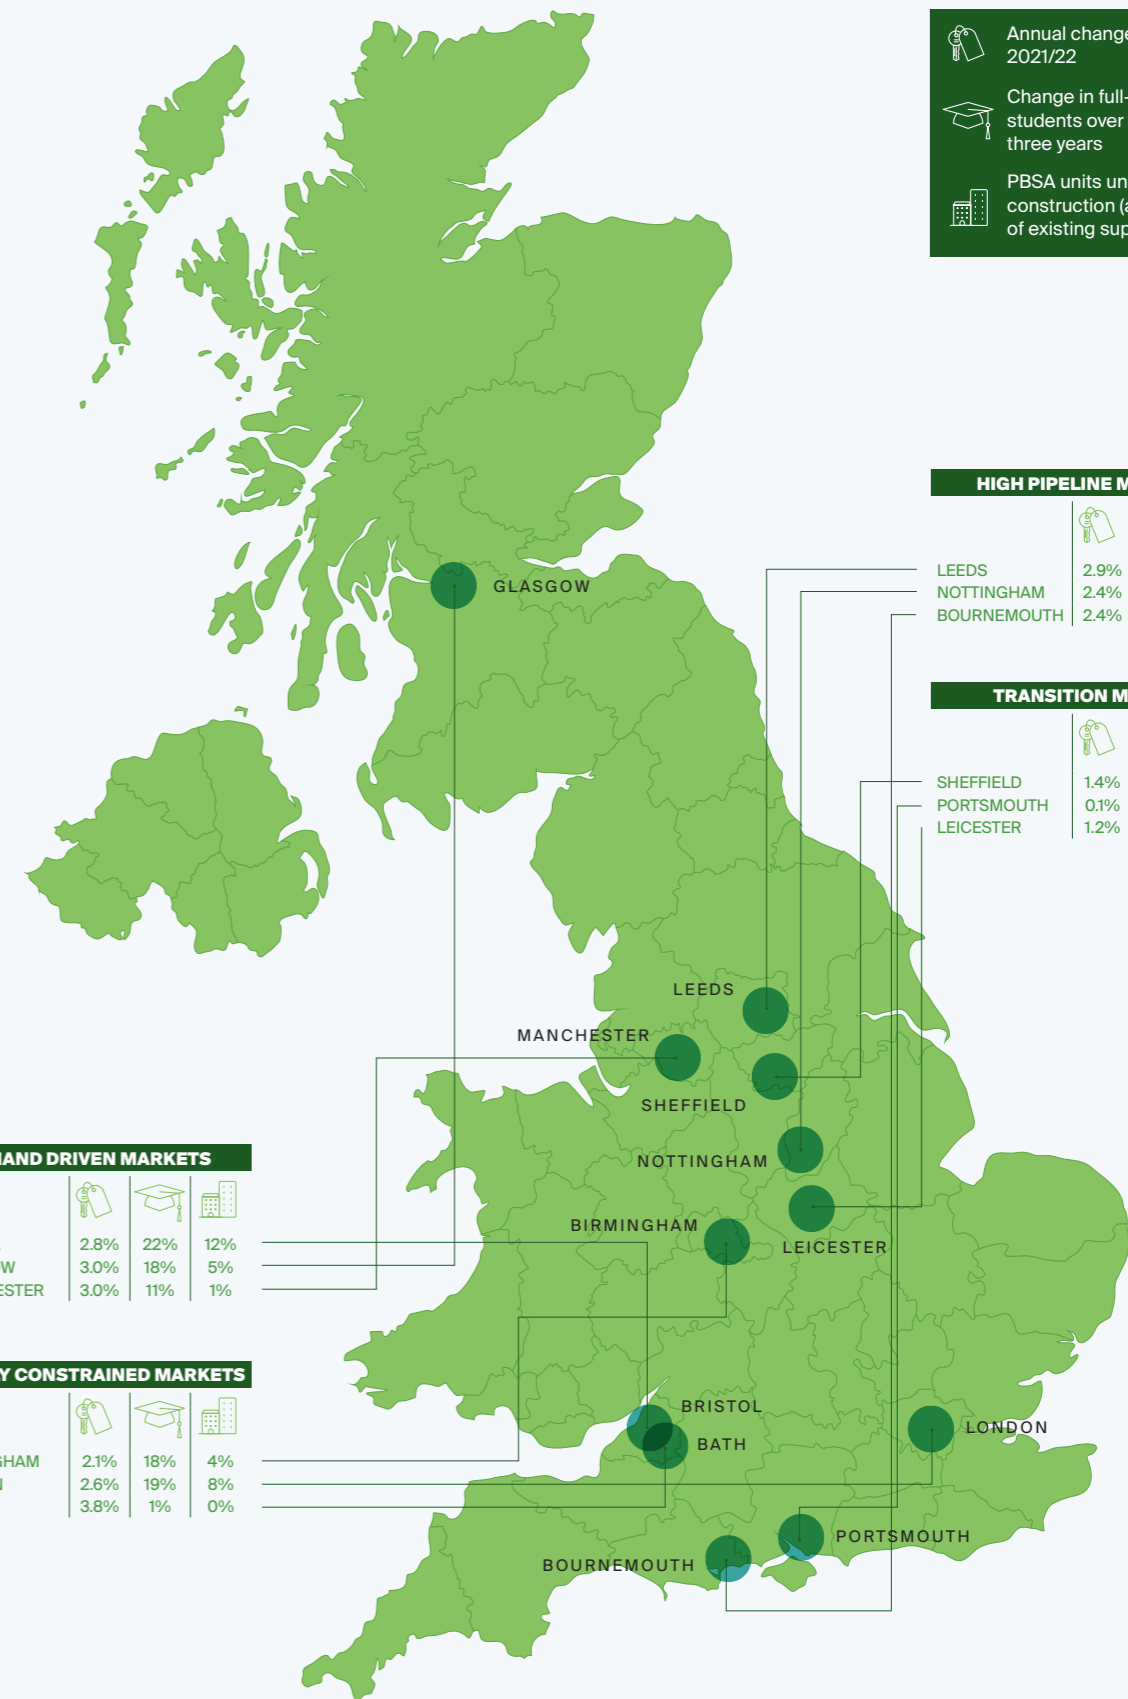 Annual change
2021/22
Change in full-
students over
three years
PBSA units un
construction (a
of existing sup
HIGH PIPELINE M
LEEDS 2.9%
NOTTINGHAM 2.4%
BOURNEMOUTH 2.4%
TRANSITION M
SHEFFIELD 1.4%
PORTSMOUTH 0.1%
LEICESTER 1.2%
GLASGOW
LEEDS
MANCHESTER
SHEFFIELD
NOTTINGHAM
BIRMINGHAM
LEICESTER
BRISTOL
BATH
LONDON
PORTSMOUTH
BOURNEMOUTH
AND DRIVEN MARKETS
2.8% 22% 12%
OW 3.0% 18% 5%
ESTER 3.0% 11% 1%
Y CONSTRAINED MARKETS
GHAM 2.1% 18% 4%
N 2.6% 19% 8%
3.8% 1% 0%